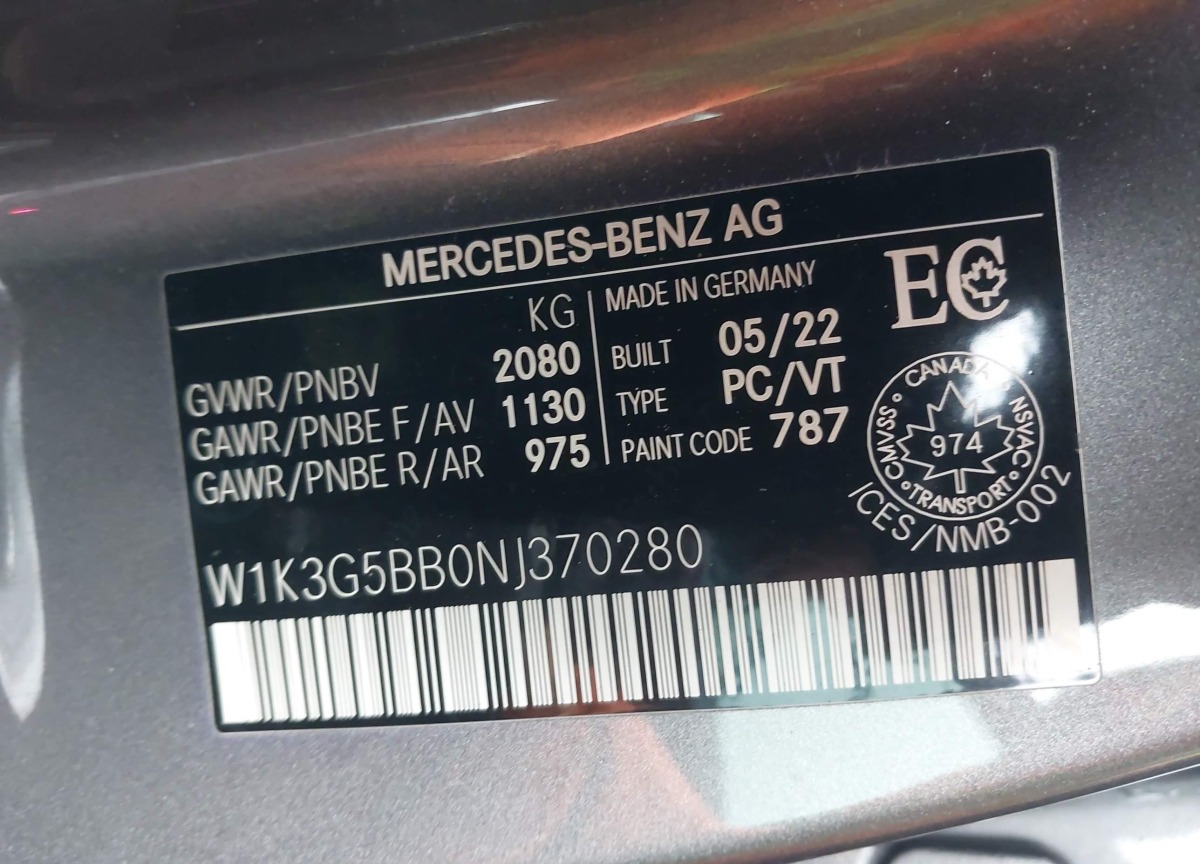 MERCEDES-BENZ AG
KG
GVWR/PNBV 2080
GAWR/PNBE F/AV 1130
GAWR/PNBE R/AR 975
MADE IN GERMANY
BUILT 05/22
TYPE PC/VT
PAINT CODE 787
EC
CANADA
CMVSS • NSVAC
974
TRANSPORT
ICES/NMB-002
W1K3G5BB0NJ370280